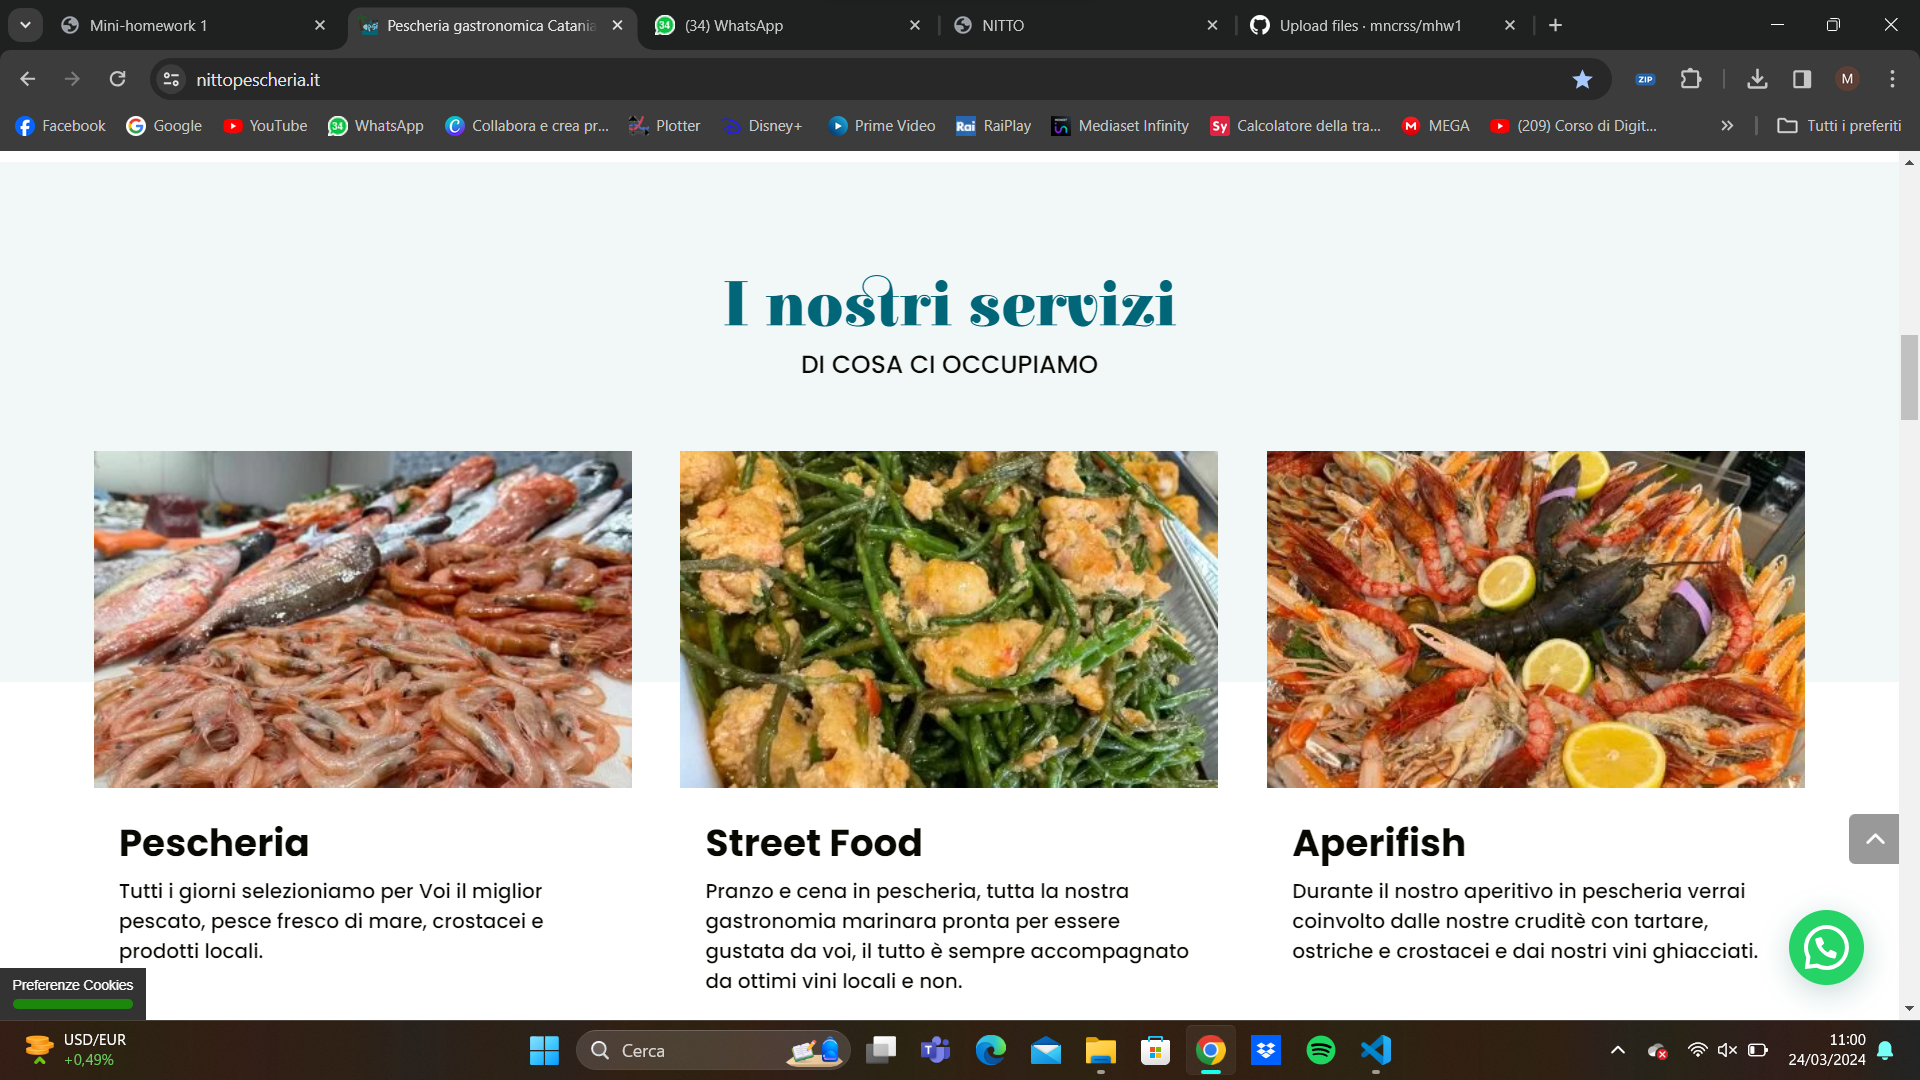 Mini-homework 1
Pescheria gastronomica Catania
(34) WhatsApp
NITTO
Upload files · mncrss/mhw1
nittopescheria.it
ZIP
M
Facebook
Google
YouTube
34
WhatsApp
Collabora e crea pr...
Plotter
Disney+
Prime Video
Rai
RaiPlay
Mediaset Infinity
Sy
Calcolatore della tra...
M
MEGA
(209) Corso di Digit...
Tutti i preferiti
I nostri servizi
DI COSA CI OCCUPIAMO
Pescheria
Tutti i giorni selezioniamo per Voi il miglior
pescato, pesce fresco di mare, crostacei e
prodotti locali.
Street Food
Pranzo e cena in pescheria, tutta la nostra
gastronomia marinara pronta per essere
gustata da voi, il tutto è sempre accompagnato
da ottimi vini locali e non.
Aperifish
Durante il nostro aperitivo in pescheria verrai
coinvolto dalle nostre cruditè con tartare,
ostriche e crostacei e dai nostri vini ghiacciati.
Preferenze Cookies
USD/EUR
+0,49%
Cerca
11:00
24/03/2024